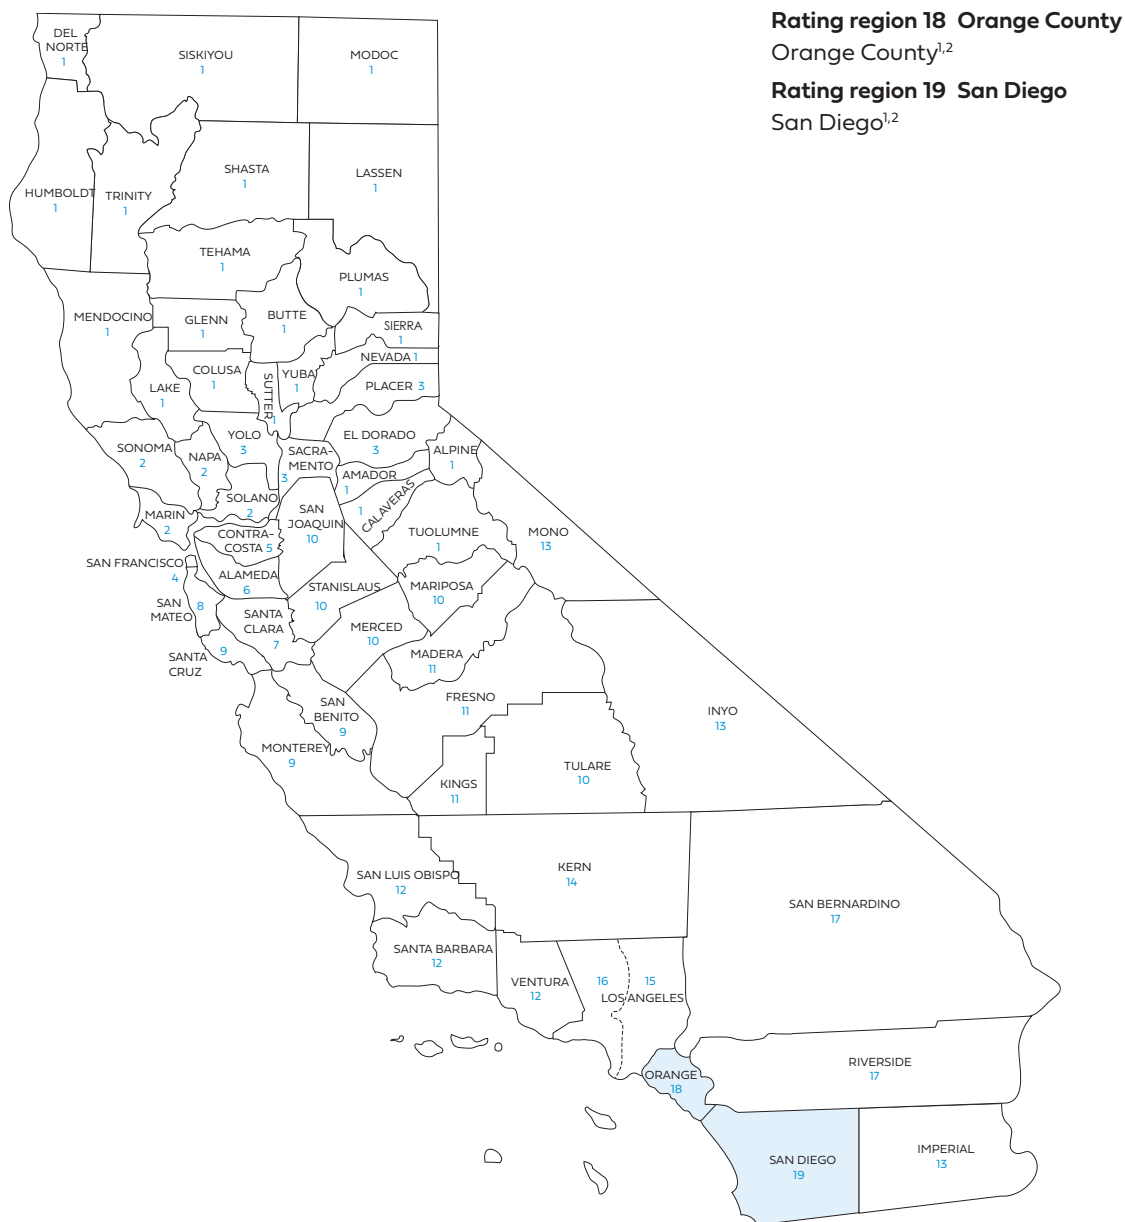 Rating region 18 Orange County
Orange County1,2
Rating region 19 San Diego
San Diego1,2
DEL
NORTE
1
SISKIYOU
1
MODOC
1
HUMBOLDT
1
TRINITY
1
SHASTA
1
LASSEN
1
TEHAMA
1
PLUMAS
1
MENDOCINO
1
GLENN
1
BUTTE
1
SIERRA
1
NEVADA 1
PLACER 3
COLUSA
1
SUTTER
1
YUBA
1
LAKE
1
SONOMA
2
NAPA
2
YOLO
3
SACRA-
MENTO
3
EL DORADO
3
ALPINE
1
AMADOR
1
CALAVERAS
1
SOLANO
2
MARIN
2
SAN
JOAQUIN
10
CONTRA-
COSTA 5
TUOLUMNE
1
MONO
13
SAN FRANCISCO
4
ALAMEDA
6
STANISLAUS
10
MARIPOSA
10
SAN
MATEO
8
SANTA
CLARA
7
MERCED
10
SANTA
CRUZ
9
MADERA
11
FRESNO
11
SAN
BENITO
9
MONTEREY
9
INYO
13
KINGS
11
TULARE
10
SAN LUIS OBISPO
12
KERN
14
SAN BERNARDINO
17
SANTA BARBARA
12
VENTURA
12
16
15
LOS ANGELES
ORANGE
18
RIVERSIDE
17
SAN DIEGO
19
IMPERIAL
13